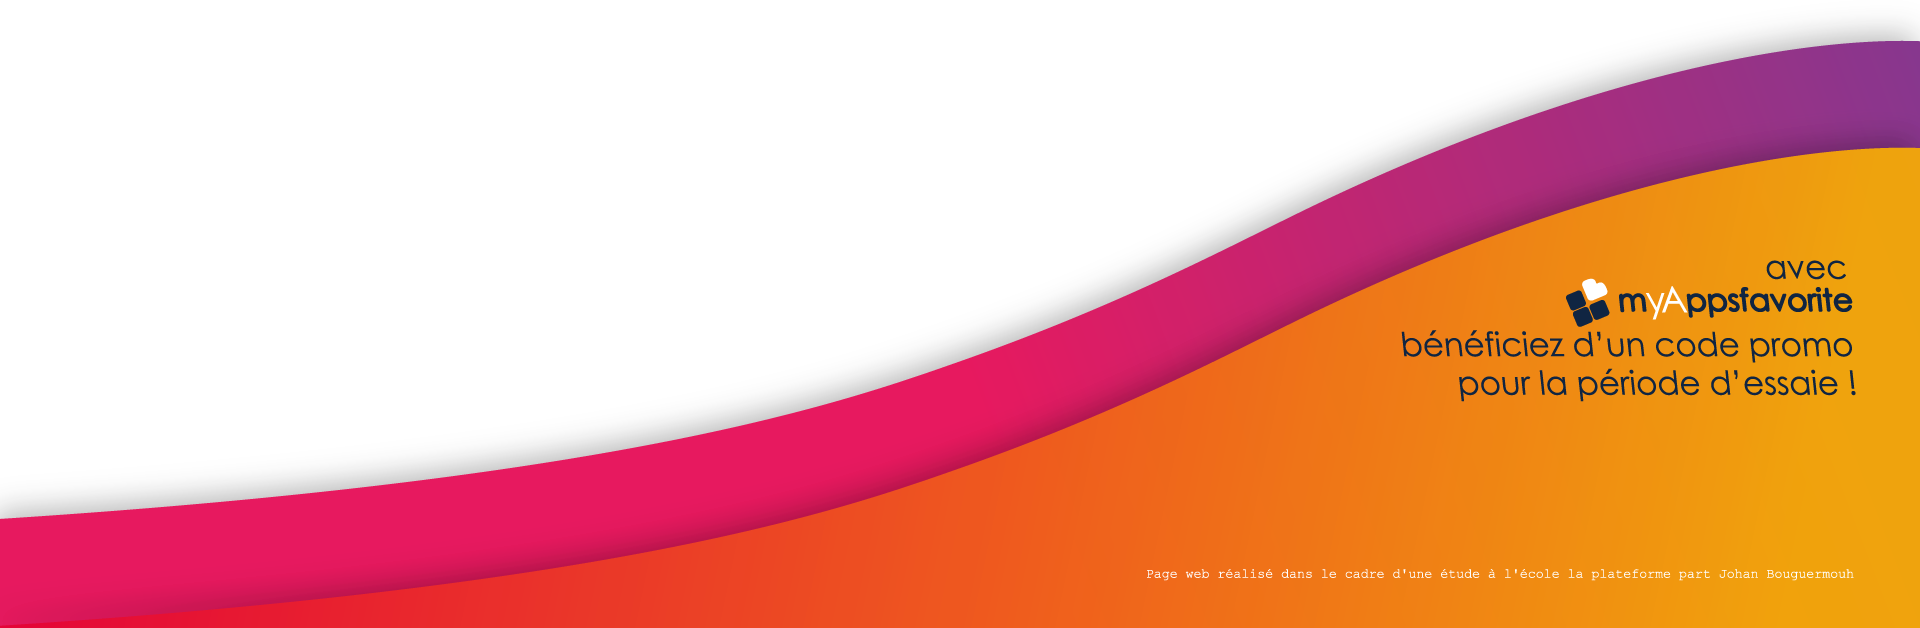 avec
myAppsfavorite
bénéficiez d'un code promo
pour la période d'essaie !
Page web réalisé dans le cadre d'une étude à l'école la plateforme part Johan Bouguermouh